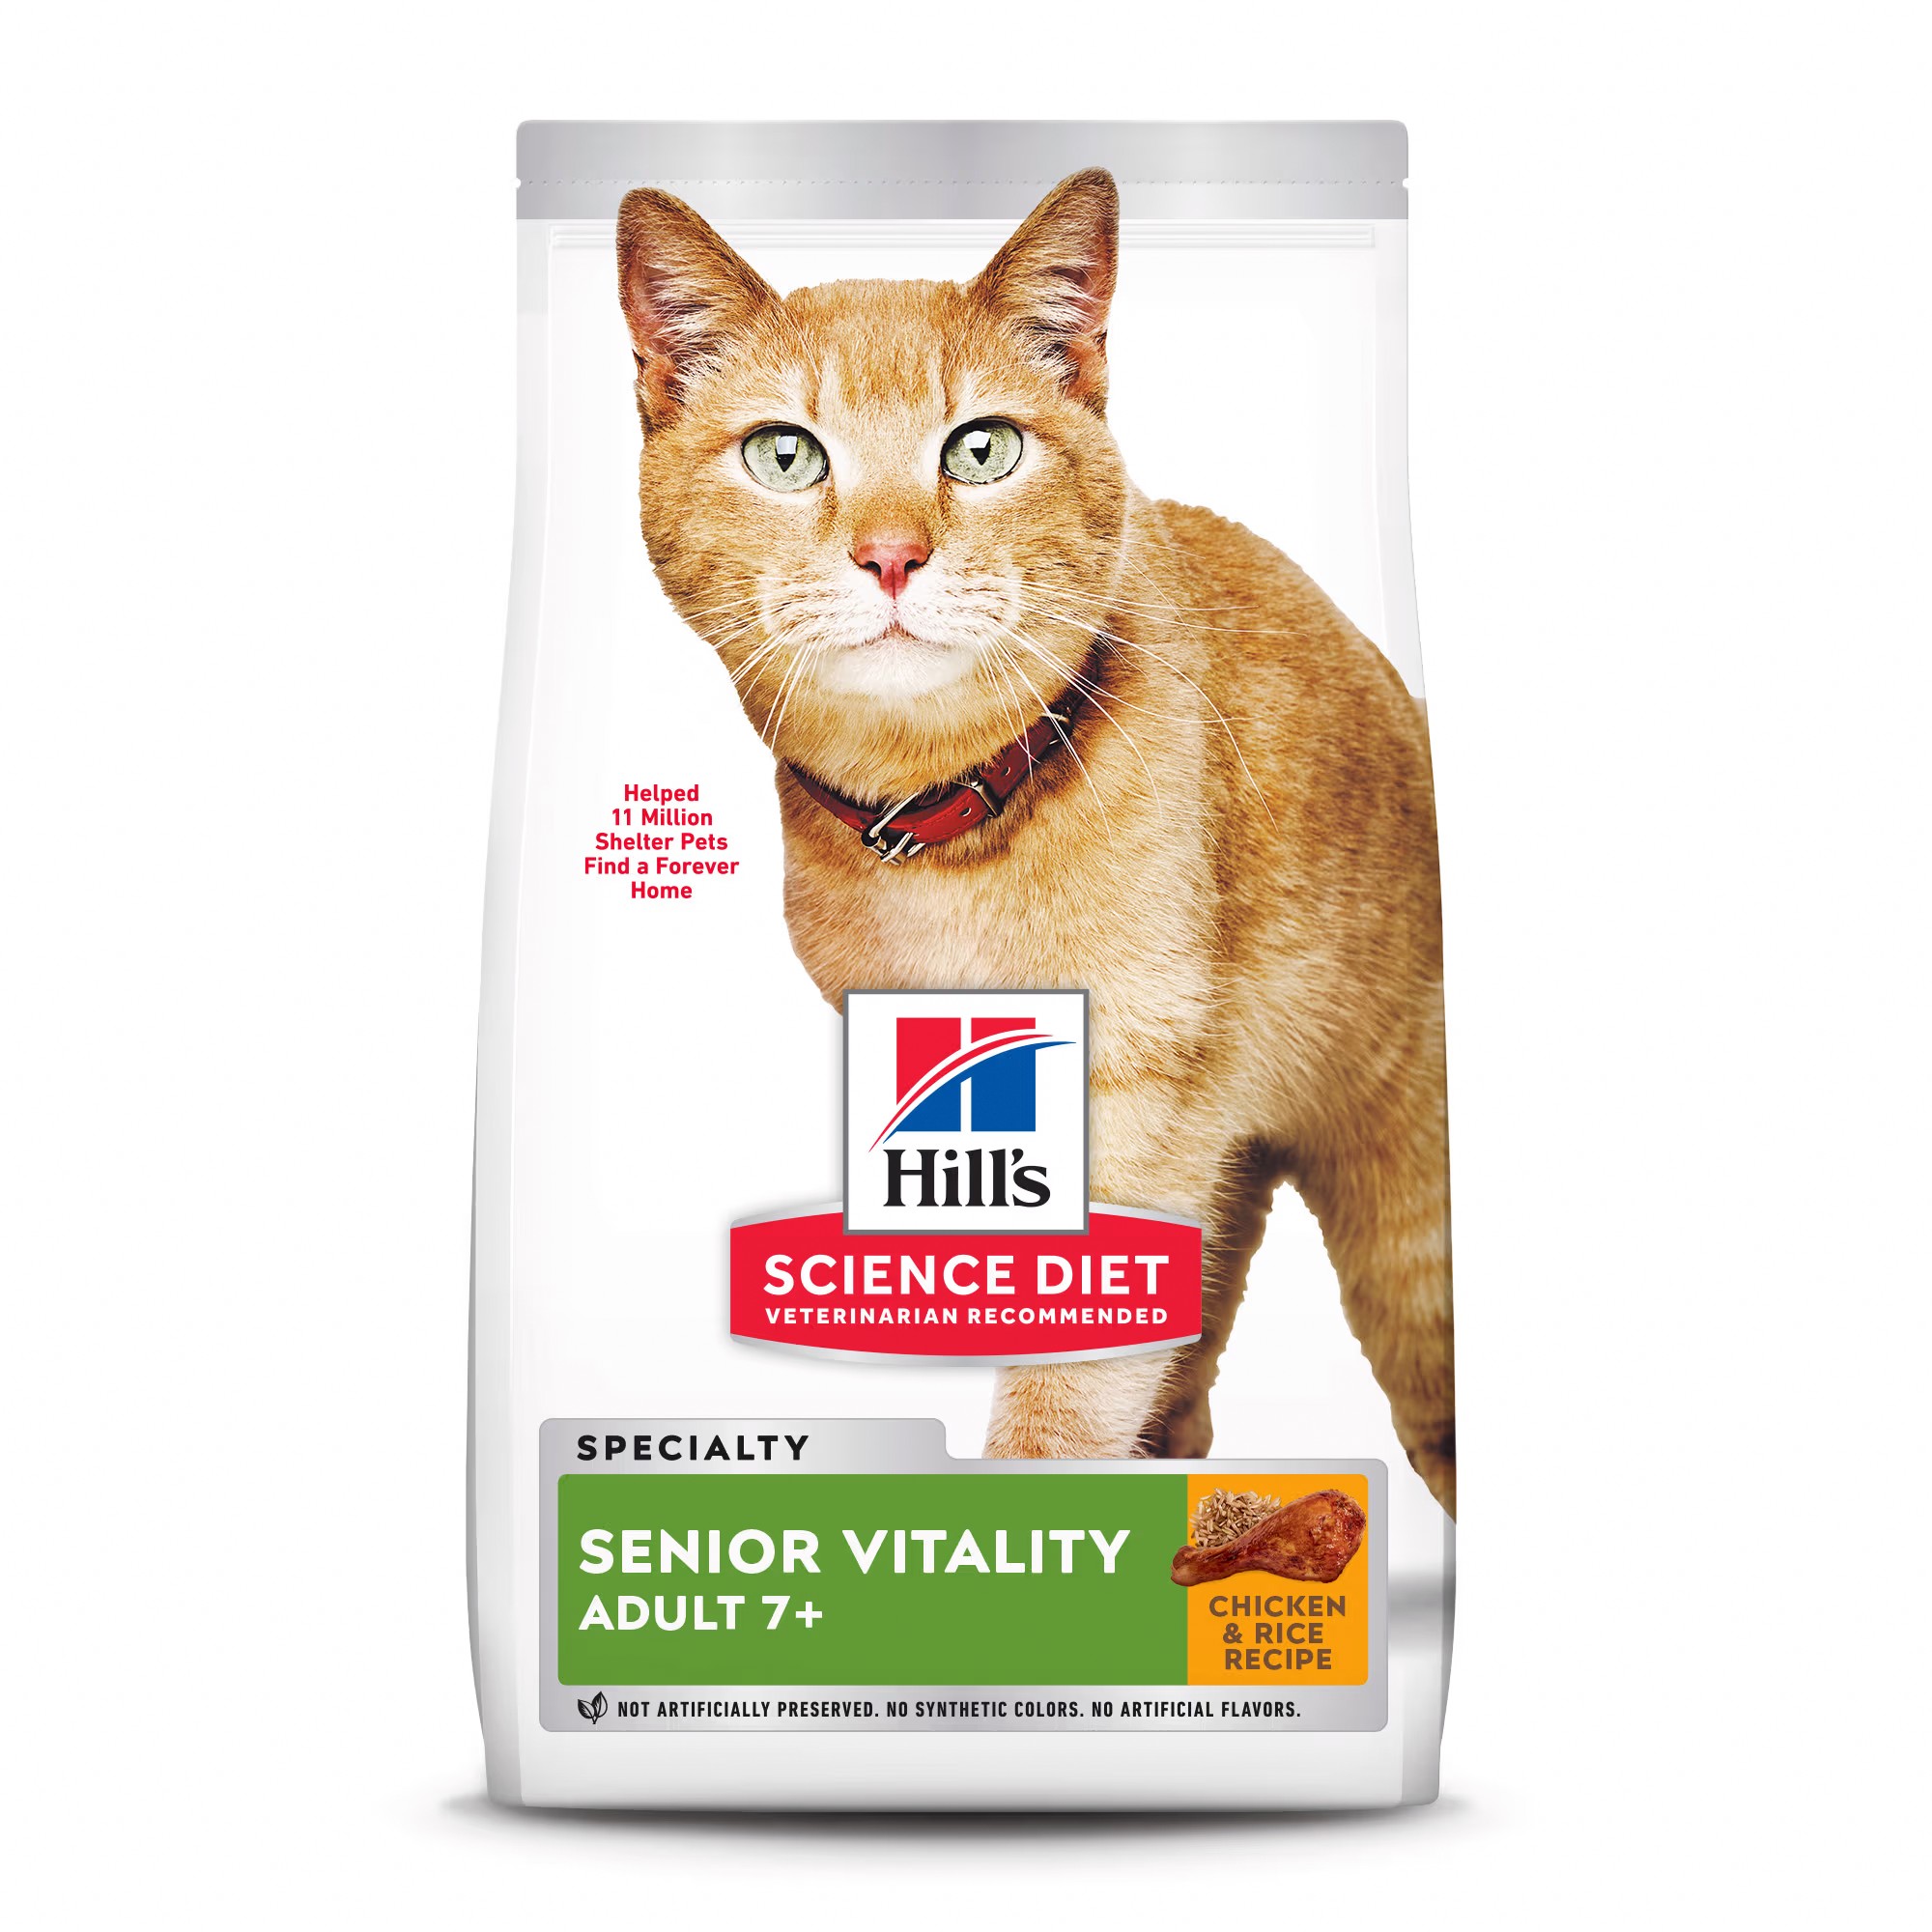 Helped
11 Million
Shelter Pets
Find a Forever
Home
Hill's
SCIENCE DIET
VETERINARIAN RECOMMENDED
SPECIALTY
SENIOR VITALITY
ADULT 7+
CHICKEN
& RICE
RECIPE
NOT ARTIFICIALLY PRESERVED. NO SYNTHETIC COLORS. NO ARTIFICIAL FLAVORS.